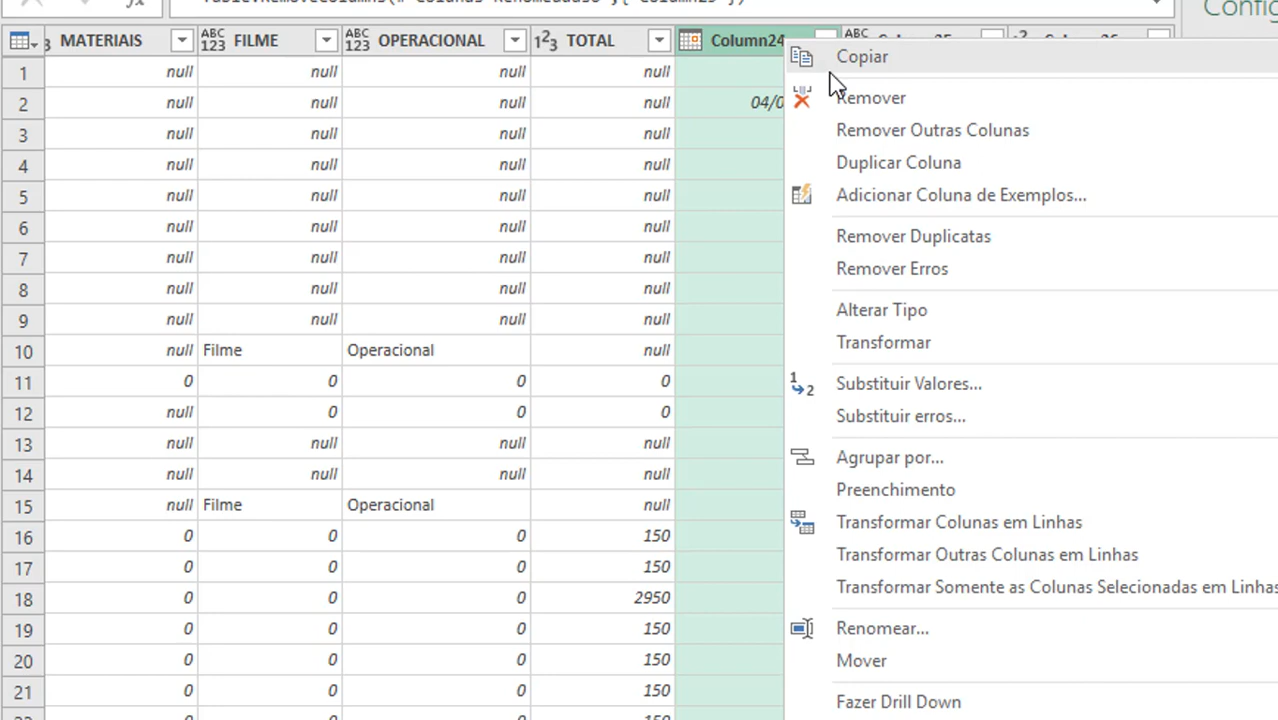 Config
MATERIAIS ABC 123 FILME ABC 123 OPERACIONAL 1²3 TOTAL Column24 ABC
1 null null null null
2 null null null null 04/0
3 null null null null
4 null null null null
5 null null null null
6 null null null null
7 null null null null
8 null null null null
9 null null null null
10 null Filme Operacional null
11 0 0 0 0
12 null 0 0 0
13 null null null null
14 null null null null
15 null Filme Operacional null
16 0 0 0 150
17 0 0 0 150
18 0 0 0 2950
19 0 0 0 150
20 0 0 0 150
21 0 0 0 150
Copiar
Remover
Remover Outras Colunas
Duplicar Coluna
Adicionar Coluna de Exemplos...
Remover Duplicatas
Remover Erros
Alterar Tipo
Transformar
Substituir Valores...
Substituir erros...
Agrupar por...
Preenchimento
Transformar Colunas em Linhas
Transformar Outras Colunas em Linhas
Transformar Somente as Colunas Selecionadas em Linhas
Renomear...
Mover
Fazer Drill Down